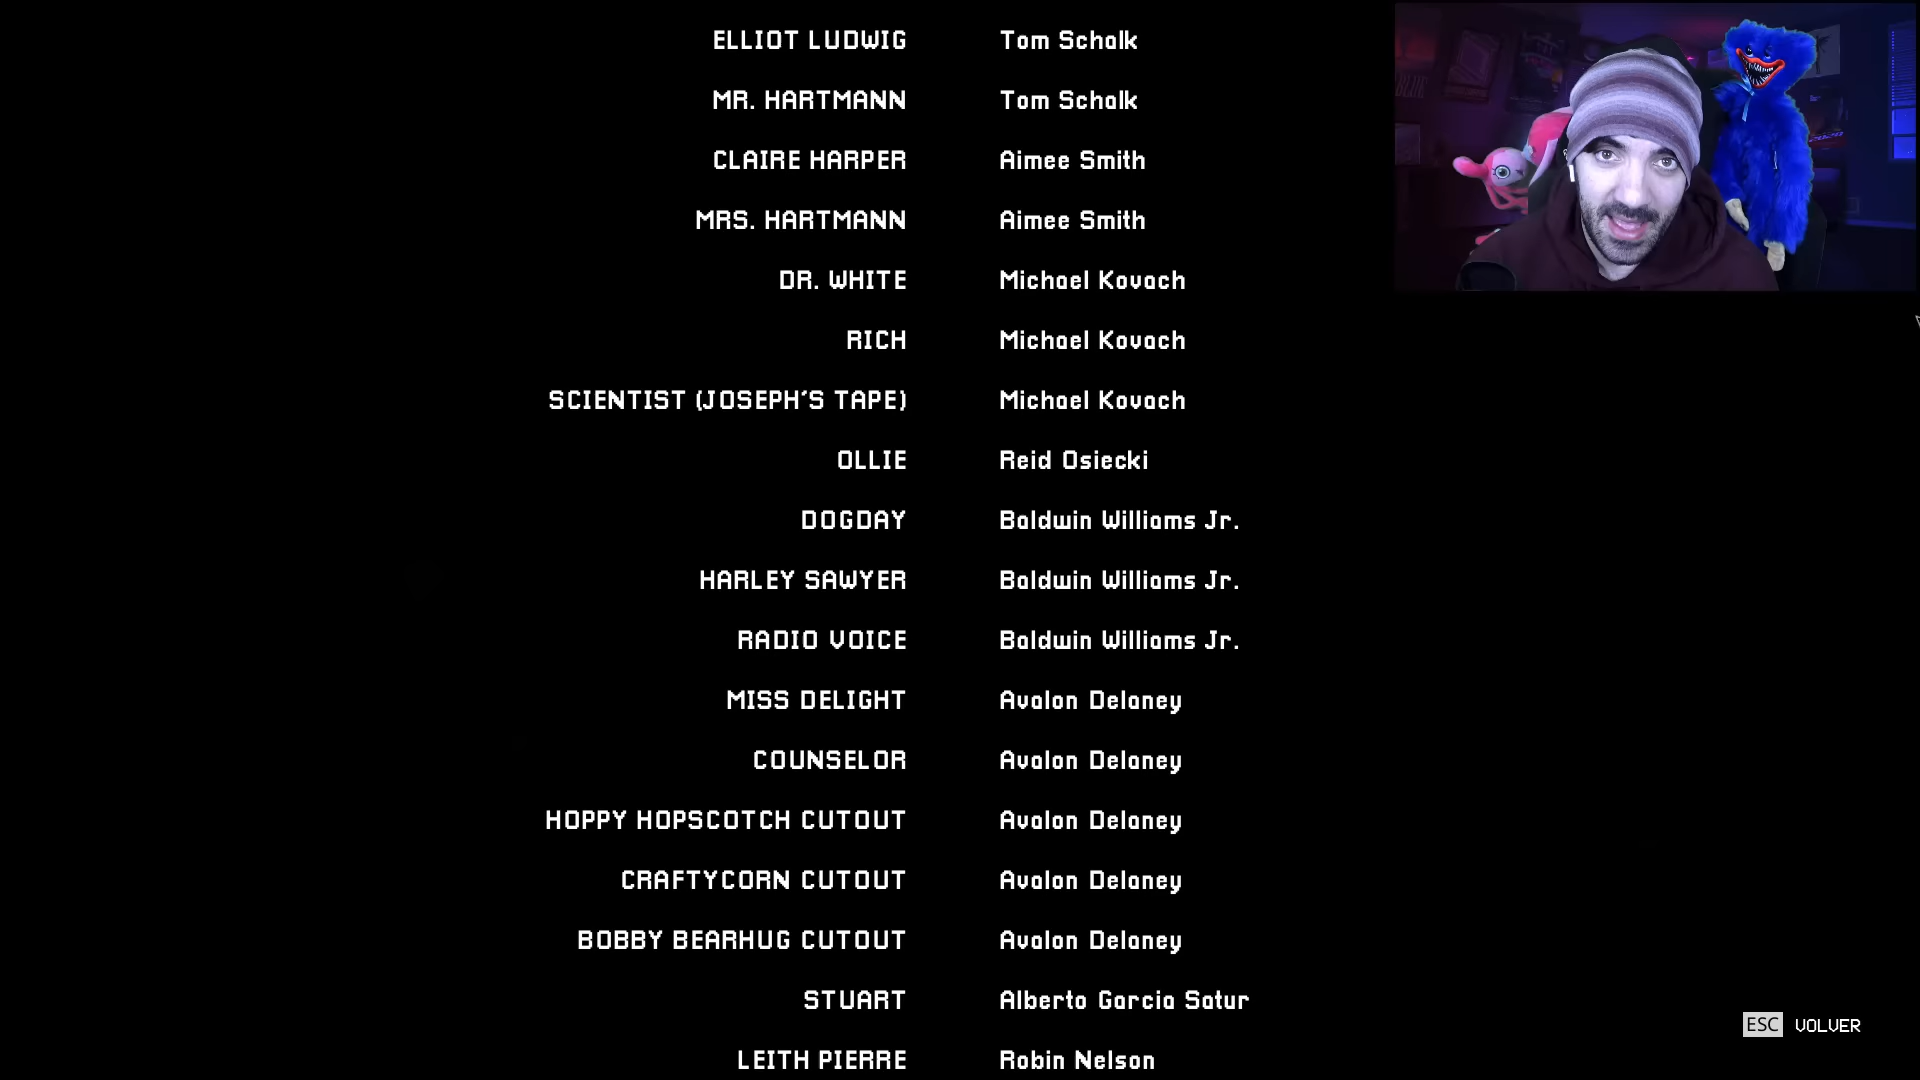 ELLIOT LUDWIG Tom Schalk
MR. HARTMANN Tom Schalk
CLAIRE HARPER Aimee Smith
MRS. HARTMANN Aimee Smith
DR. WHITE Michael Kovach
RICH Michael Kovach
SCIENTIST (JOSEPH'S TAPE) Michael Kovach
OLLIE Reid Osiecki
DOGDAY Baldwin Williams Jr.
HARLEY SAWYER Baldwin Williams Jr.
RADIO VOICE Baldwin Williams Jr.
MISS DELIGHT Avalon Delaney
COUNSELOR Avalon Delaney
HOPPY HOPSCOTCH CUTOUT Avalon Delaney
CRAFTYCORN CUTOUT Avalon Delaney
BOBBY BEARHUG CUTOUT Avalon Delaney
STUART Alberto Garcia Satur
LEITH PIERRE Robin Nelson
ESC VOLVER